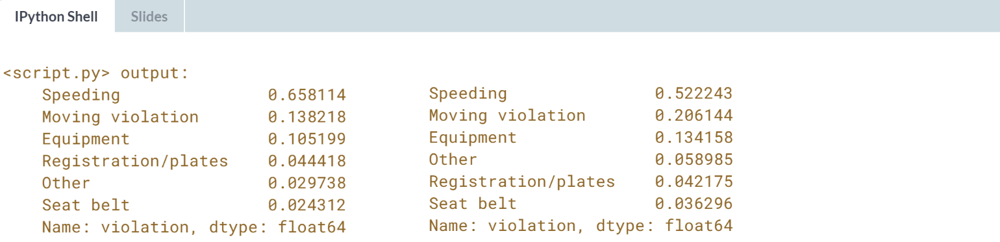 IPython Shell
Slides
<script.py> output:
Speeding 0.658114
Moving violation 0.138218
Equipment 0.105199
Registration/plates 0.044418
Other 0.029738
Seat belt 0.024312
Name: violation, dtype: float64
Speeding 0.522243
Moving violation 0.206144
Equipment 0.134158
Other 0.058985
Registration/plates 0.042175
Seat belt 0.036296
Name: violation, dtype: float64